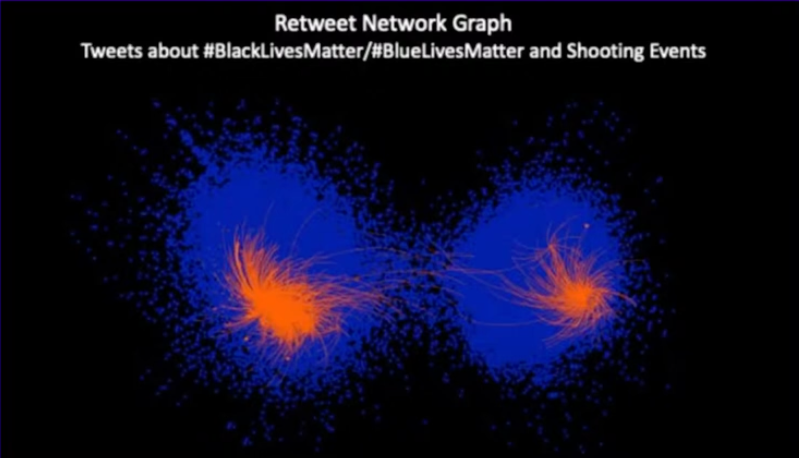 Retweet Network Graph
Tweets about #BlackLivesMatter/#BlueLivesMatter and Shooting Events